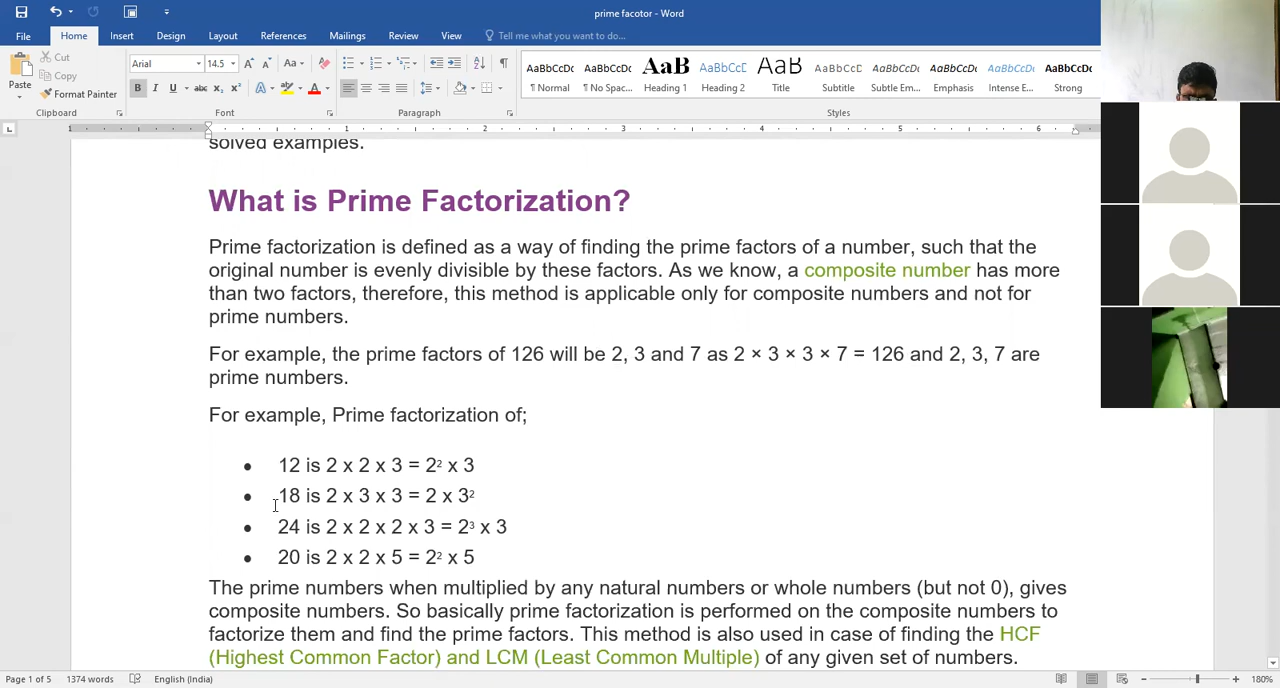 prime facotor - Word
File Home Insert Design Layout References Mailings Review View Tell me what you want to do...
Paste
Cut
Copy
Format Painter
Clipboard
Arial 14.5
Font
Paragraph
AaBbCcDc AaBbCcDc AaB AaBbCcD AaB AaBbCcD AaBbCcDc AaBbCcDc AaBbCcDc AaBbCcDc
¶ Normal ¶ No Spac... Heading 1 Heading 2 Title Subtitle Subtle Em... Emphasis Intense E... Strong
Styles
1 1 2 3 4 5 6
solved examples.
What is Prime Factorization?
Prime factorization is defined as a way of finding the prime factors of a number, such that the
original number is evenly divisible by these factors. As we know, a composite number has more
than two factors, therefore, this method is applicable only for composite numbers and not for
prime numbers.
For example, the prime factors of 126 will be 2, 3 and 7 as 2 × 3 × 3 × 7 = 126 and 2, 3, 7 are
prime numbers.
For example, Prime factorization of;
• 12 is 2 x 2 x 3 = 2² x 3
• 18 is 2 x 3 x 3 = 2 x 3²
• 24 is 2 x 2 x 2 x 3 = 2³ x 3
• 20 is 2 x 2 x 5 = 2² x 5
The prime numbers when multiplied by any natural numbers or whole numbers (but not 0), gives
composite numbers. So basically prime factorization is performed on the composite numbers to
factorize them and find the prime factors. This method is also used in case of finding the HCF
(Highest Common Factor) and LCM (Least Common Multiple) of any given set of numbers.
Page 1 of 5 1374 words English (India) 180%